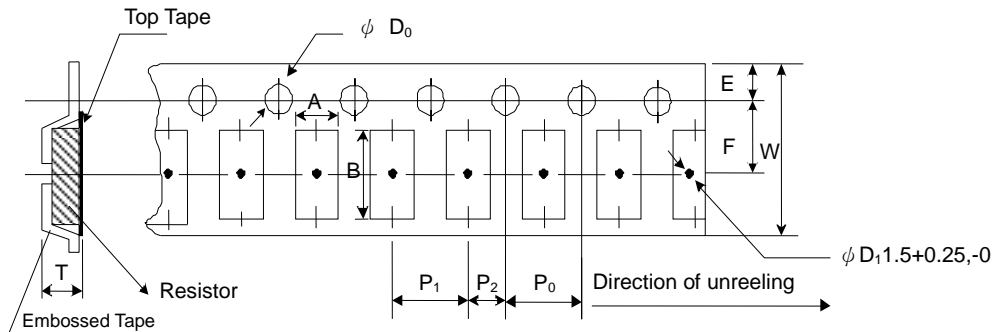 Top Tape
ϕ D₀
E
A
F
W
B
ϕ D₁1.5+0.25,-0
T
P₁
P₂
P₀
Direction of unreeling
Resistor
Embossed Tape